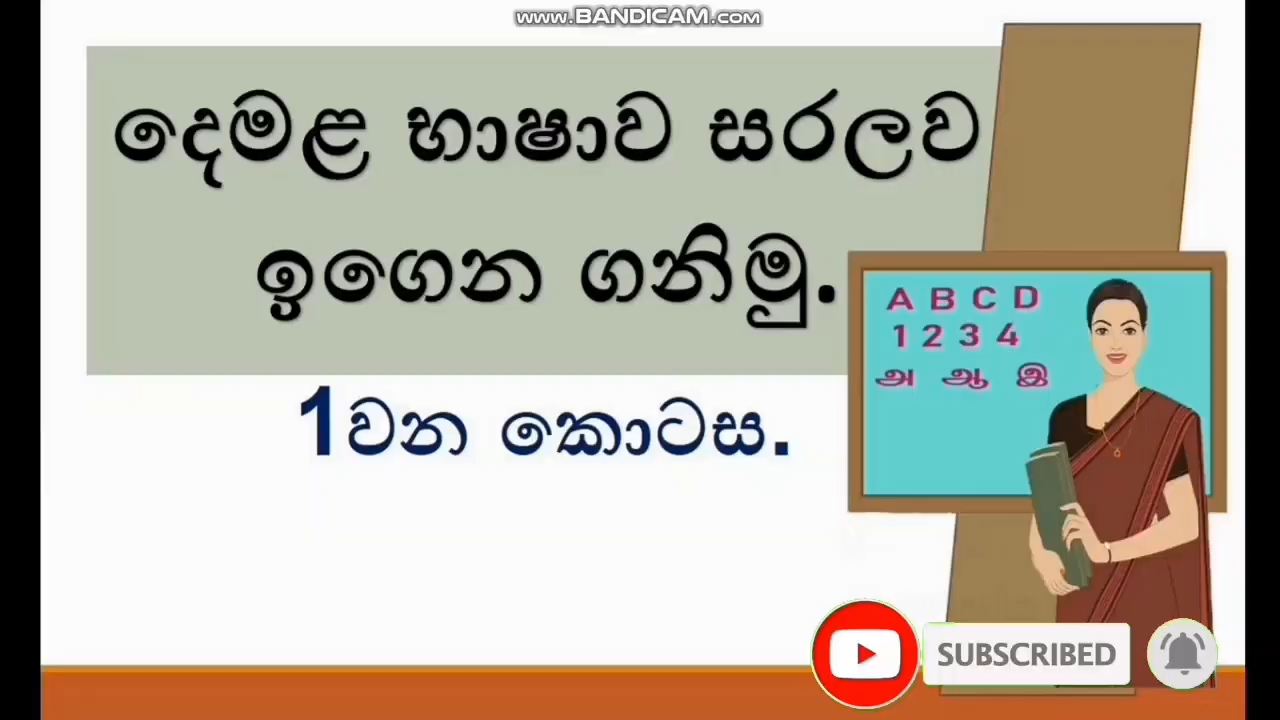 www.BANDICAM.com
දෙමළ භාෂාව සරලව
ඉගෙන ගනිමු.
1වන කොටස.
A B C D
1 2 3 4
அ ஆ இ
SUBSCRIBED